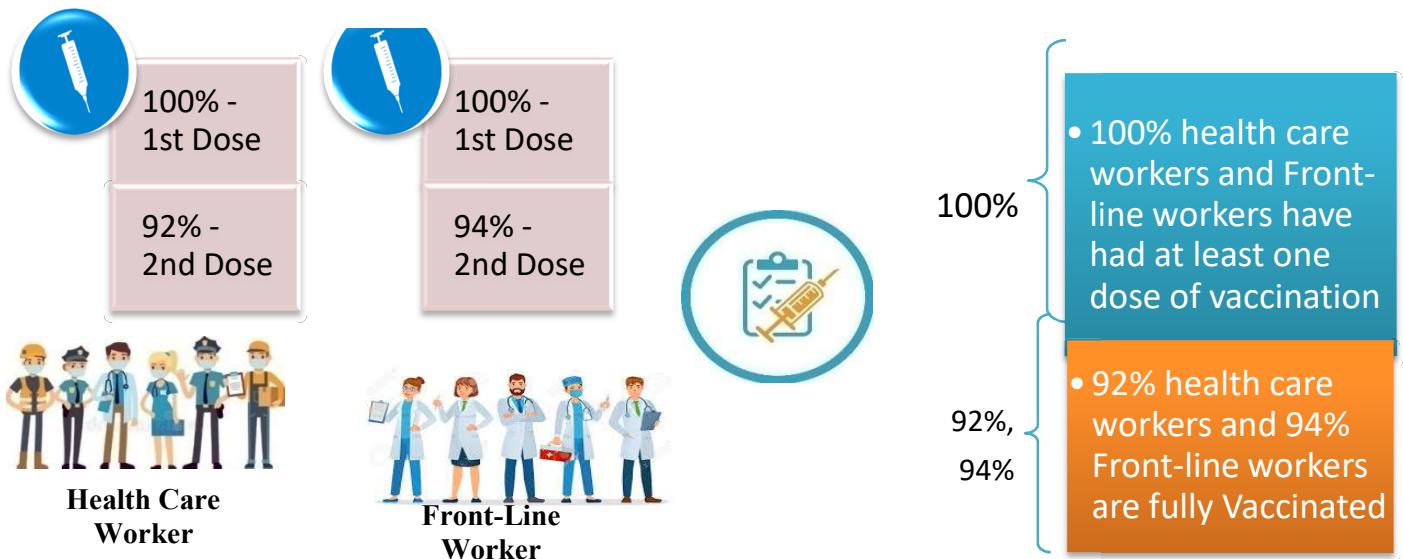 100% -
1st Dose
92% -
2nd Dose
Health Care
Worker
100% -
1st Dose
94% -
2nd Dose
Front-Line
Worker
100%
• 100% health care
workers and Front-
line workers have
had at least one
dose of vaccination
92%,
94%
• 92% health care
workers and 94%
Front-line workers
are fully Vaccinated